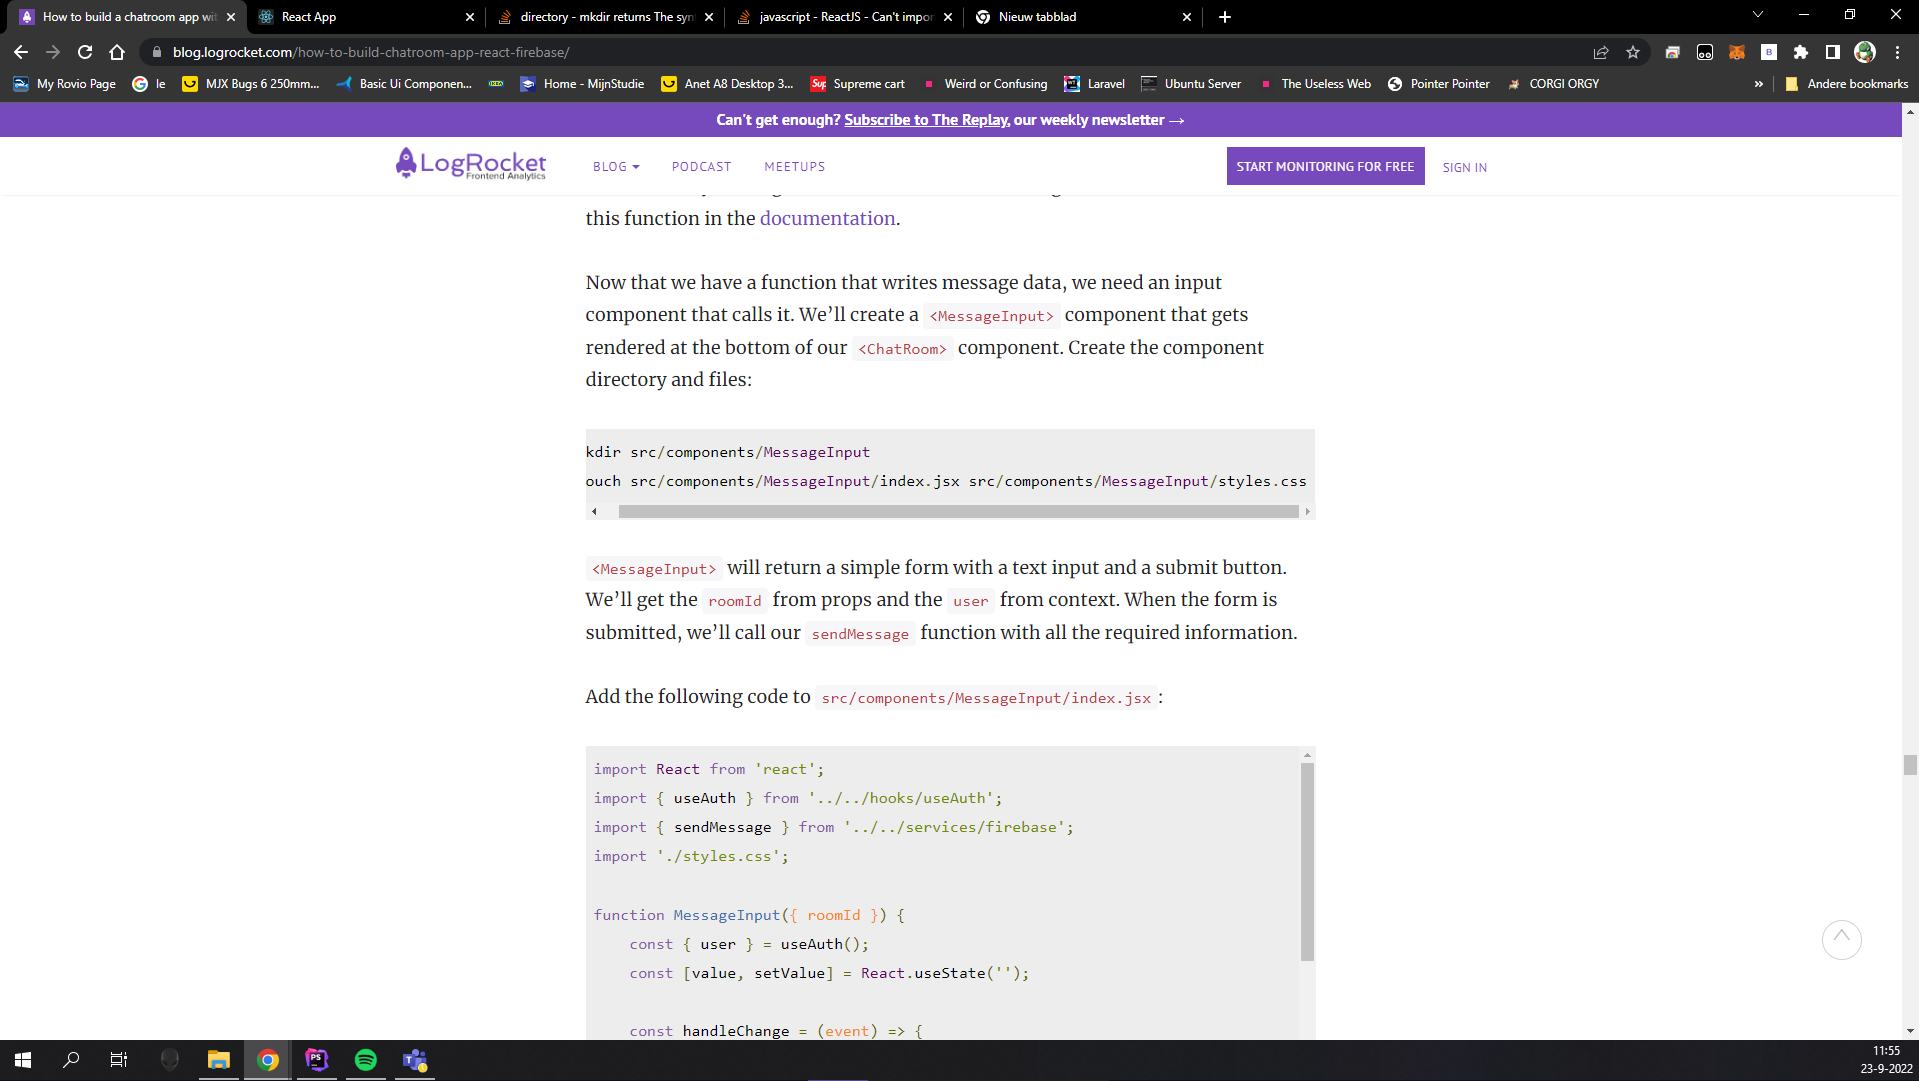 How to build a chatroom app wit
React App
directory - mkdir returns The syn
javascript - ReactJS - Can't impor
Nieuw tabblad
blog.logrocket.com/how-to-build-chatroom-app-react-firebase/
My Rovio Page
le
MJX Bugs 6 250mm...
Basic Ui Componen...
Home - MijnStudie
Anet A8 Desktop 3...
Sup
Supreme cart
Weird or Confusing
Laravel
Ubuntu Server
The Useless Web
Pointer Pointer
CORGI ORGY
»
Andere bookmarks
Can't get enough? Subscribe to The Replay, our weekly newsletter →
LogRocket
Frontend Analytics
BLOG
PODCAST
MEETUPS
START MONITORING FOR FREE
SIGN IN
this function in the documentation.
Now that we have a function that writes message data, we need an input
component that calls it. We’ll create a <MessageInput> component that gets
rendered at the bottom of our <ChatRoom> component. Create the component
directory and files:
kdir src/components/MessageInput
ouch src/components/MessageInput/index.jsx src/components/MessageInput/styles.css
<MessageInput> will return a simple form with a text input and a submit button.
We’ll get the roomId from props and the user from context. When the form is
submitted, we’ll call our sendMessage function with all the required information.
Add the following code to src/components/MessageInput/index.jsx:
import React from 'react';
import { useAuth } from '../../hooks/useAuth';
import { sendMessage } from '../../services/firebase';
import './styles.css';
function MessageInput({ roomId }) {
const { user } = useAuth();
const [value, setValue] = React.useState('');
const handleChange = (event) => {
PS
11:55
23-9-2022